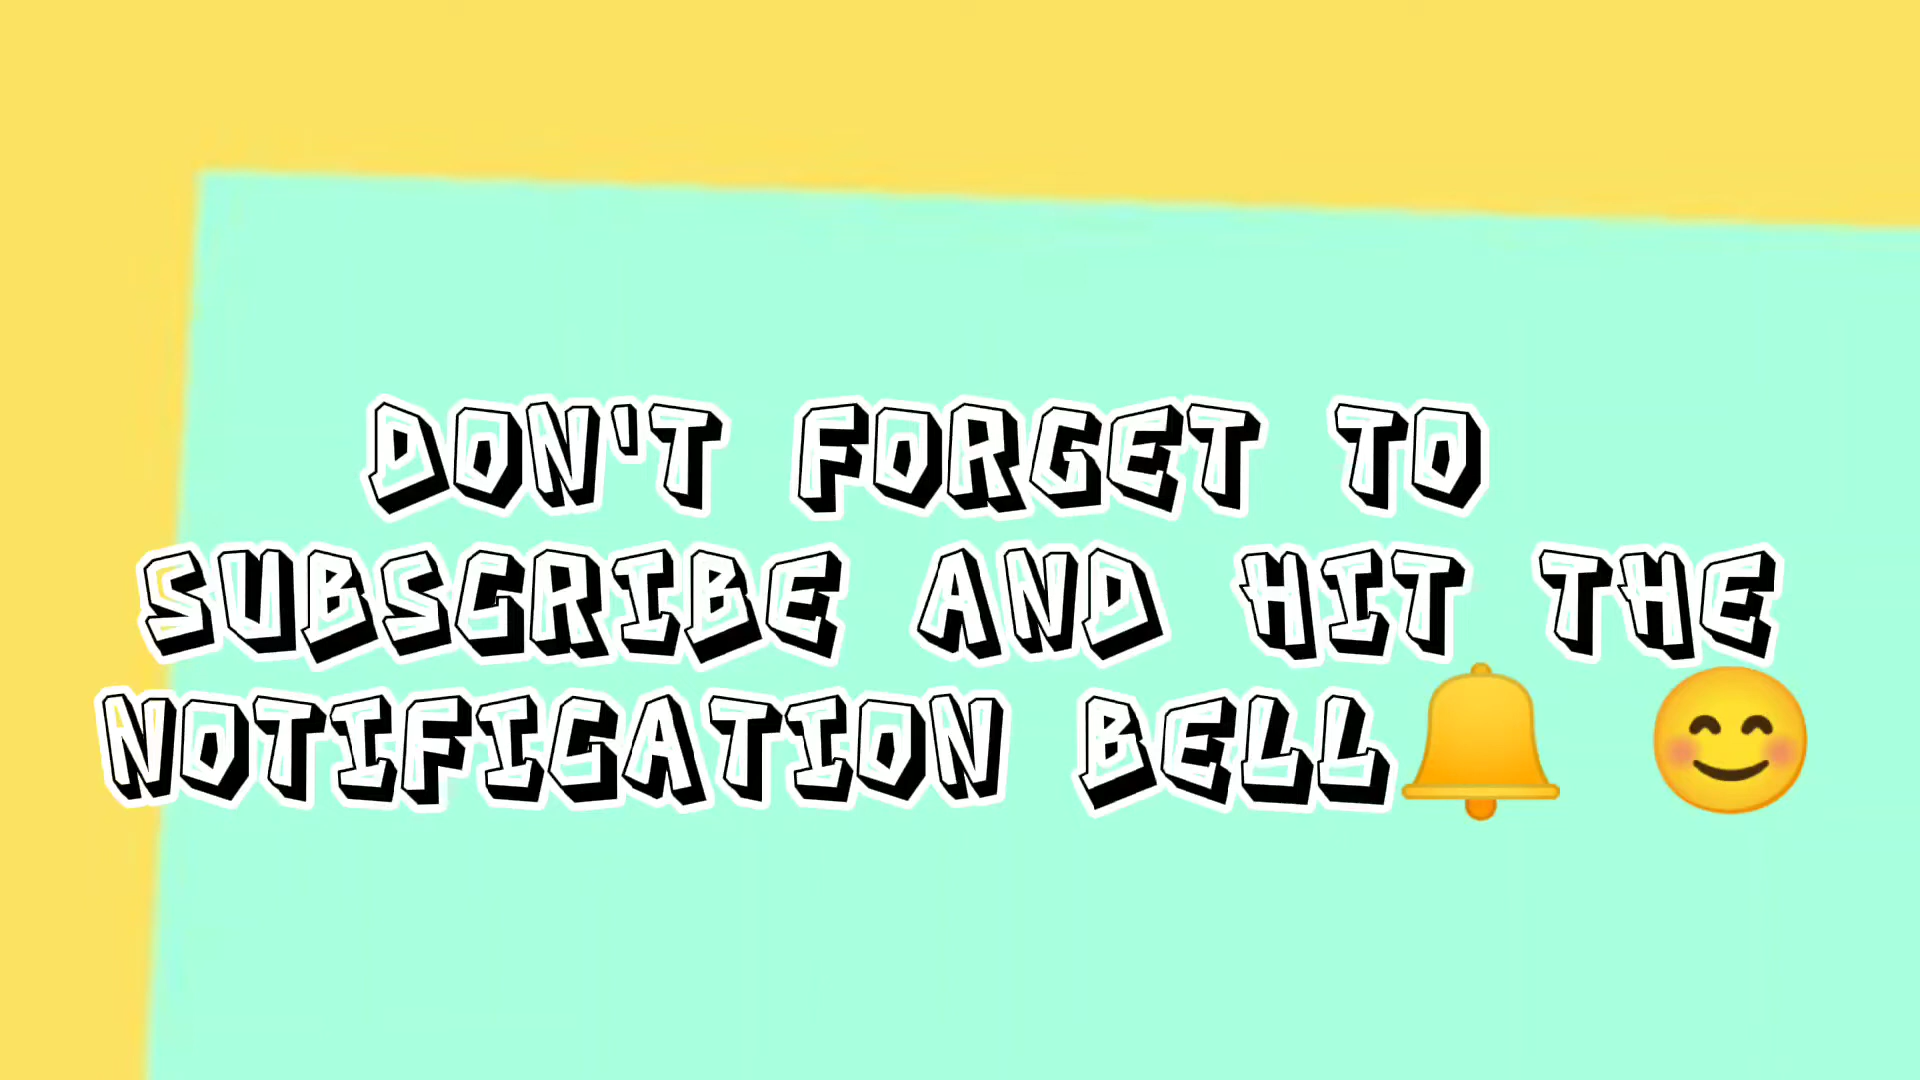 DON'T FORGET TO
SUBSCRIBE AND HIT THE
NOTIFICATION BELL🔔 😊